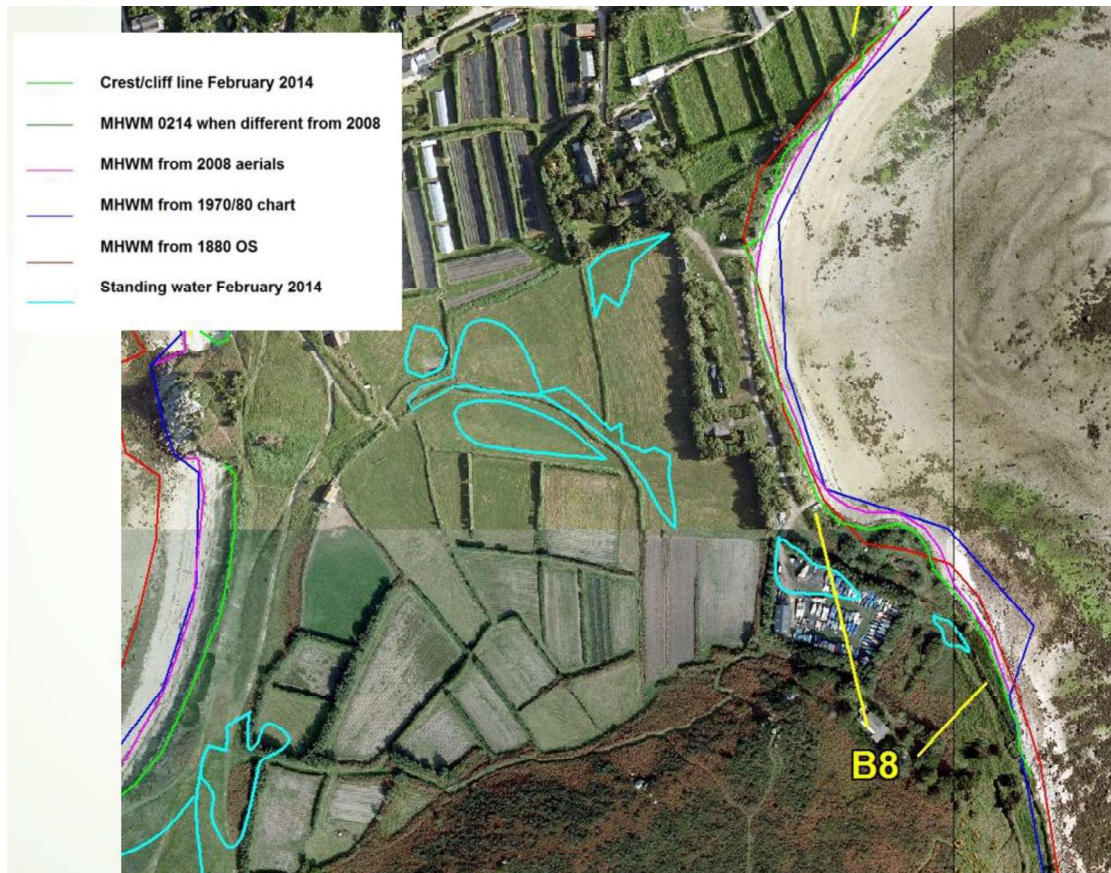 Crest/cliff line February 2014
MHWM 0214 when different from 2008
MHWM from 2008 aerials
MHWM from 1970/80 chart
MHWM from 1880 OS
Standing water February 2014
B8